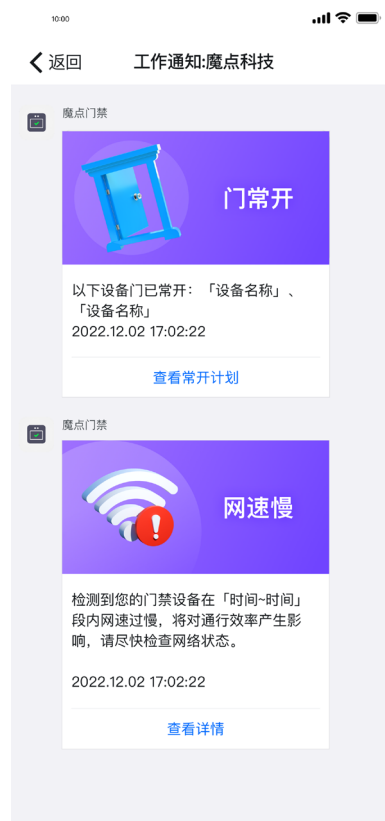 10:00
返回
工作通知:魔点科技
魔点门禁
门常开
以下设备门已常开：「设备名称」、
「设备名称」
2022.12.02 17:02:22
查看常开计划
魔点门禁
网速慢
检测到您的门禁设备在「时间~时间」
段内网速过慢，将对通行效率产生影
响，请尽快检查网络状态。
2022.12.02 17:02:22
查看详情